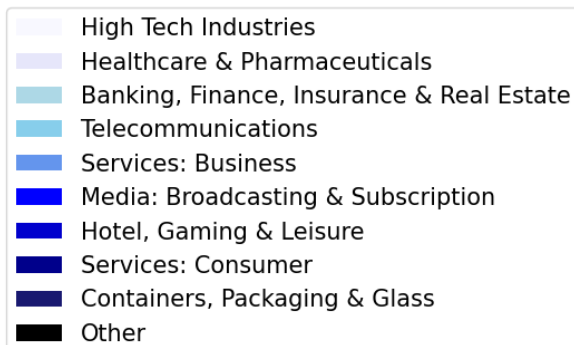 High Tech Industries
Healthcare & Pharmaceuticals
Banking, Finance, Insurance & Real Estate
Telecommunications
Services: Business
Media: Broadcasting & Subscription
Hotel, Gaming & Leisure
Services: Consumer
Containers, Packaging & Glass
Other